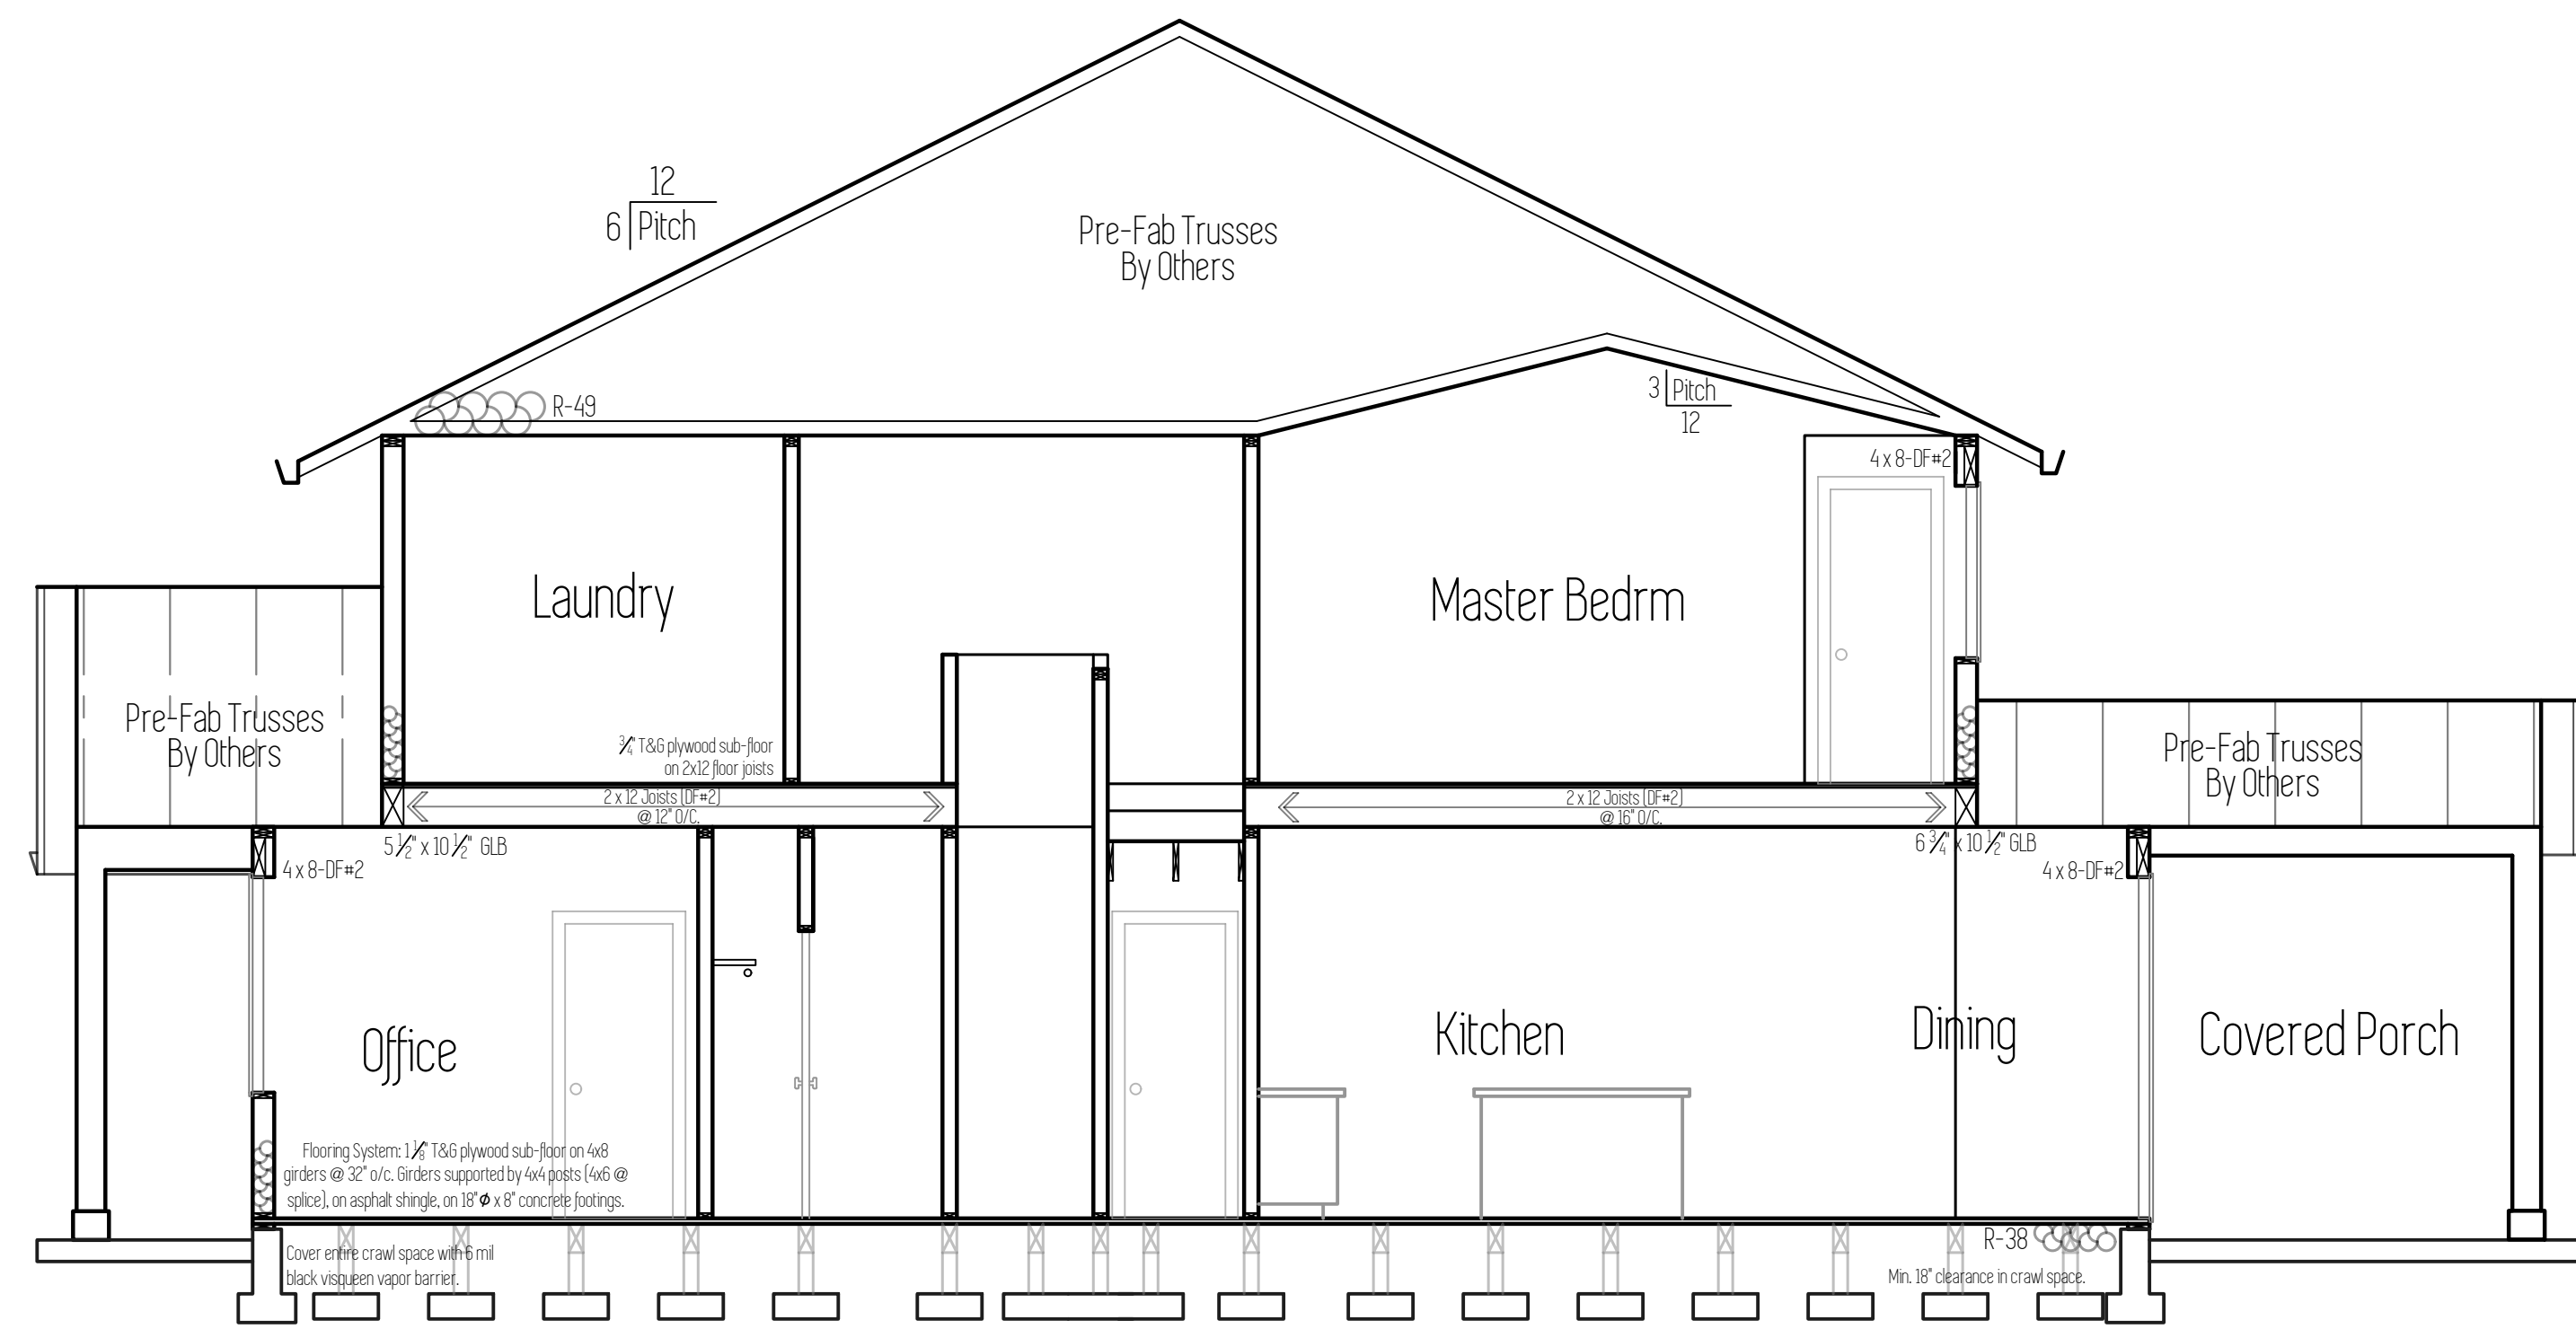 12
6 Pitch
Pre-Fab Trusses
By Others
R-49
3 Pitch
12
4 x 8-DF#2
Laundry
Master Bedrm
Pre-Fab Trusses
By Others
3/4" T&G plywood sub-floor
on 2x12 floor joists
Pre-Fab Trusses
By Others
2 x 12 Joists (DF#2)
@ 12" O/C.
2 x 12 Joists (DF#2)
@ 16" O/C.
5 1/2" x 10 1/2" GLB
6 3/4" x 10 1/2" GLB
4 x 8-DF#2
4 x 8-DF#2
Office
Kitchen
Dining
Covered Porch
Flooring System: 1 1/8" T&G plywood sub-floor on 4x8
girders @ 32" o/c. Girders supported by 4x4 posts (4x6 @
splice), on asphalt shingle, on 18"Ø x 8" concrete footings.
Cover entire crawl space with 6 mil
black visqueen vapor barrier.
R-38
Min. 18" clearance in crawl space.